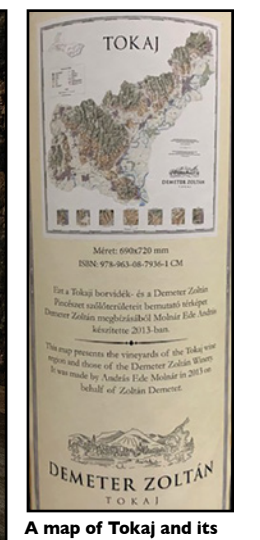 TOKAJ
DEMETER ZOLTÁN
Méret: 690x720 mm
ISBN: 978-963-08-7936-1 CM
Ezt a Tokaji borvidék- és a Demeter Zoltán
Pincészet szőlőterületeit bemutató térképet
Demeter Zoltán megbízásából Molnár Ede András
készítette 2013-ban.
This map presents the vineyards of the Tokaj wine
region and those of the Demeter Zoltán Winery.
It was made by András Ede Molnár in 2013 on
behalf of Zoltán Demeter.
DEMETER ZOLTÁN
TOKAJ
A map of Tokaj and its